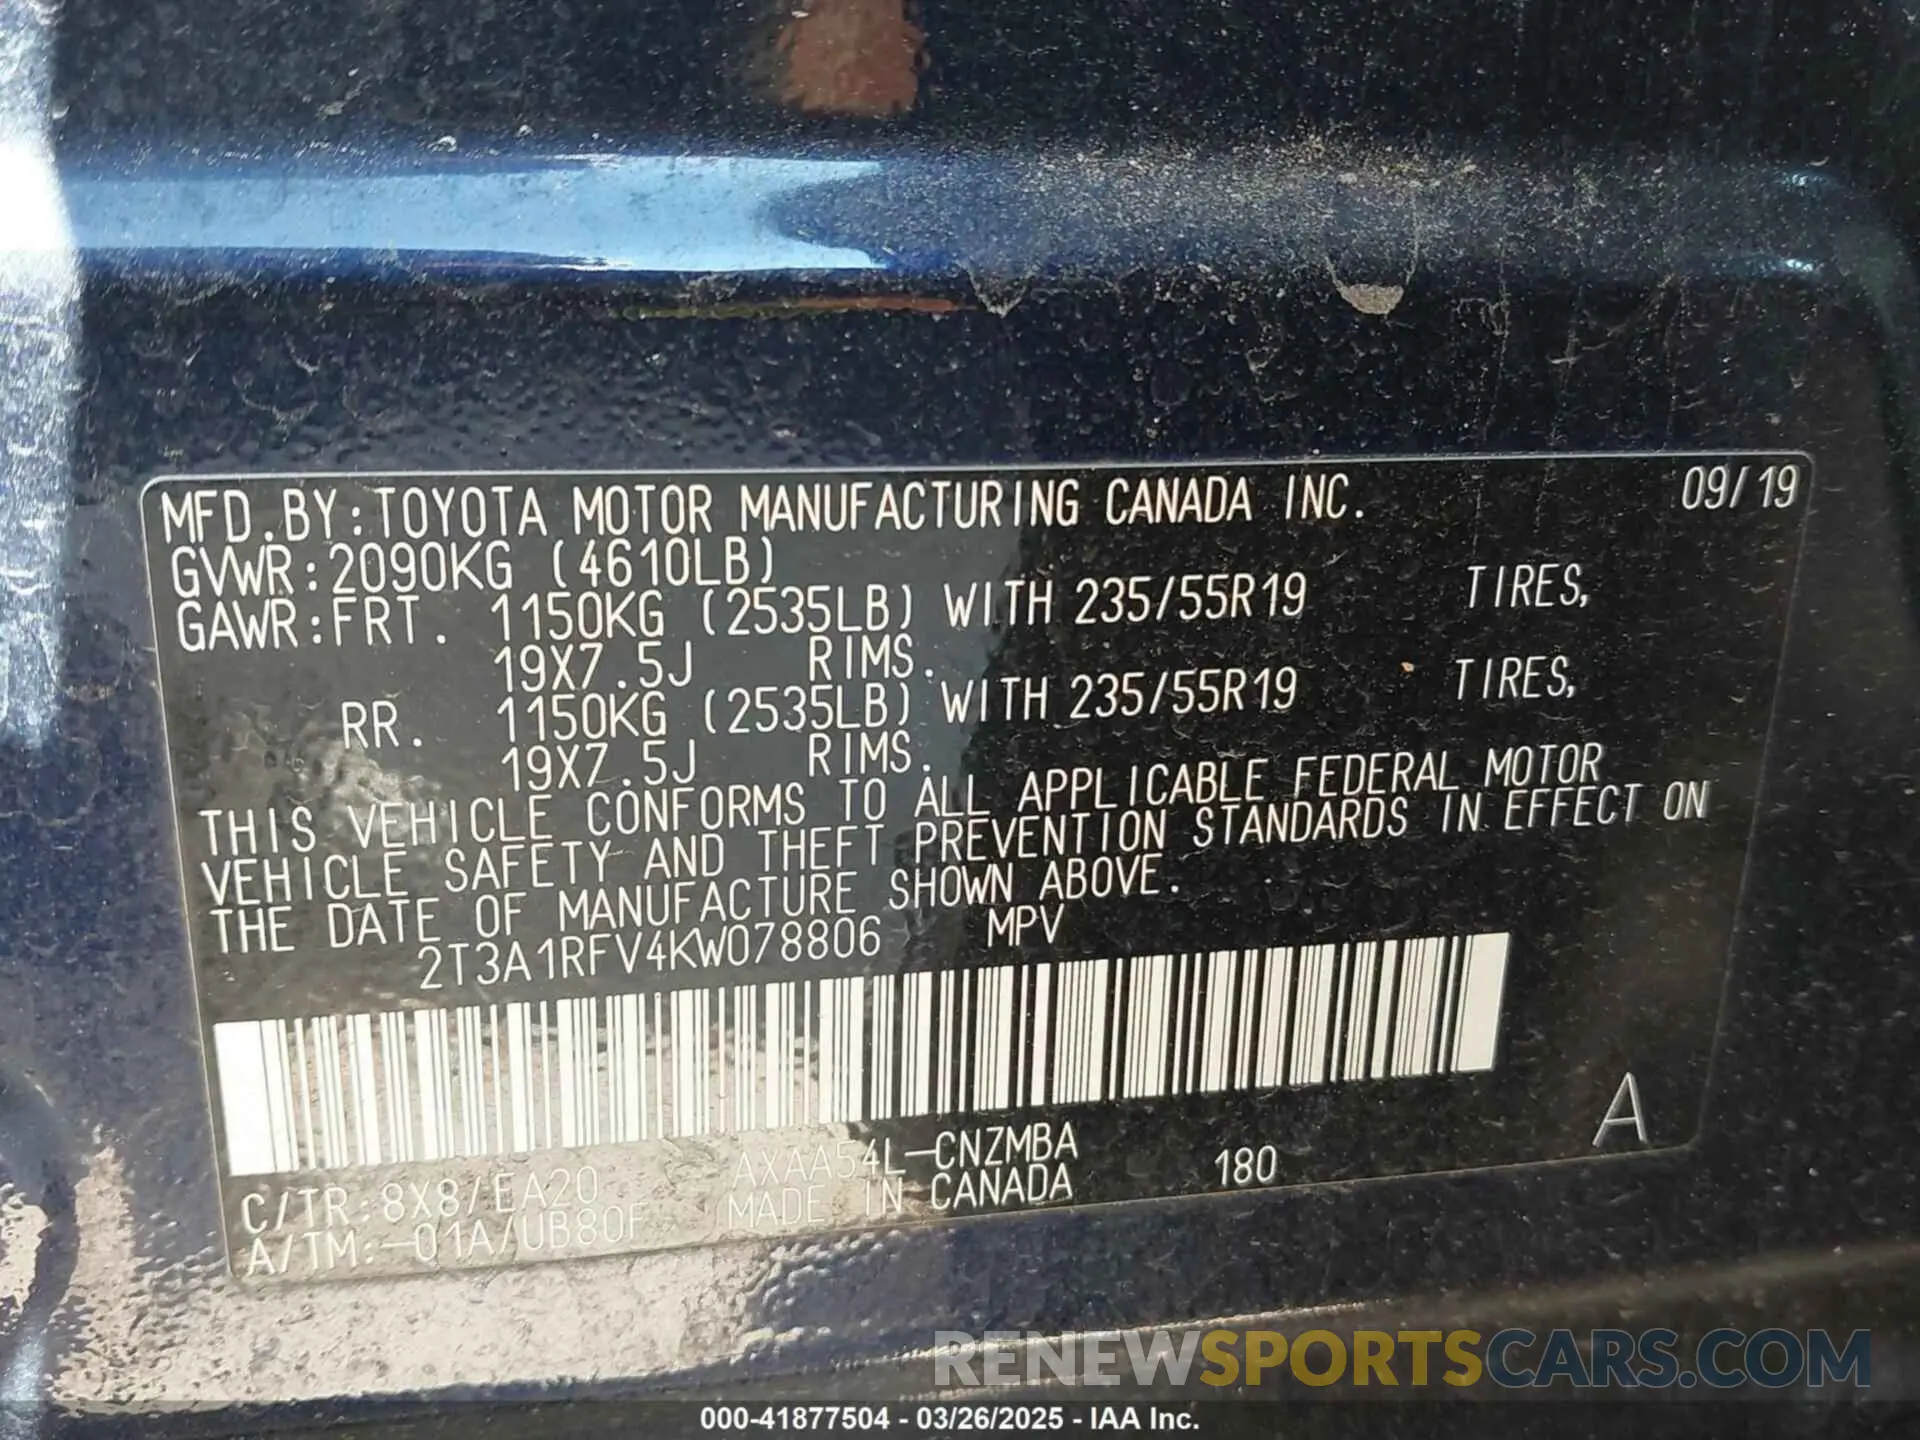 MFD. BY: TOYOTA MOTOR MANUFACTURING CANADA INC. 09/19
GVWR: 2090KG (4610LB)
GAWR: FRT. 1150KG (2535LB) WITH 235/55R19 TIRES,
19X7.5J RIMS.
RR. 1150KG (2535LB) WITH 235/55R19 TIRES,
19X7.5J RIMS.
THIS VEHICLE CONFORMS TO ALL APPLICABLE FEDERAL MOTOR
VEHICLE SAFETY AND THEFT PREVENTION STANDARDS IN EFFECT ON
THE DATE OF MANUFACTURE SHOWN ABOVE.
2T3A1RFV4KW078806 MPV
A
C/TR: 8X8/EA20 AXAA54L-CNZMBA 180
A/TM: -01A/UB80F MADE IN CANADA
RENEWSPORTSCARS.COM
000-41877504 - 03/26/2025 - IAA Inc.